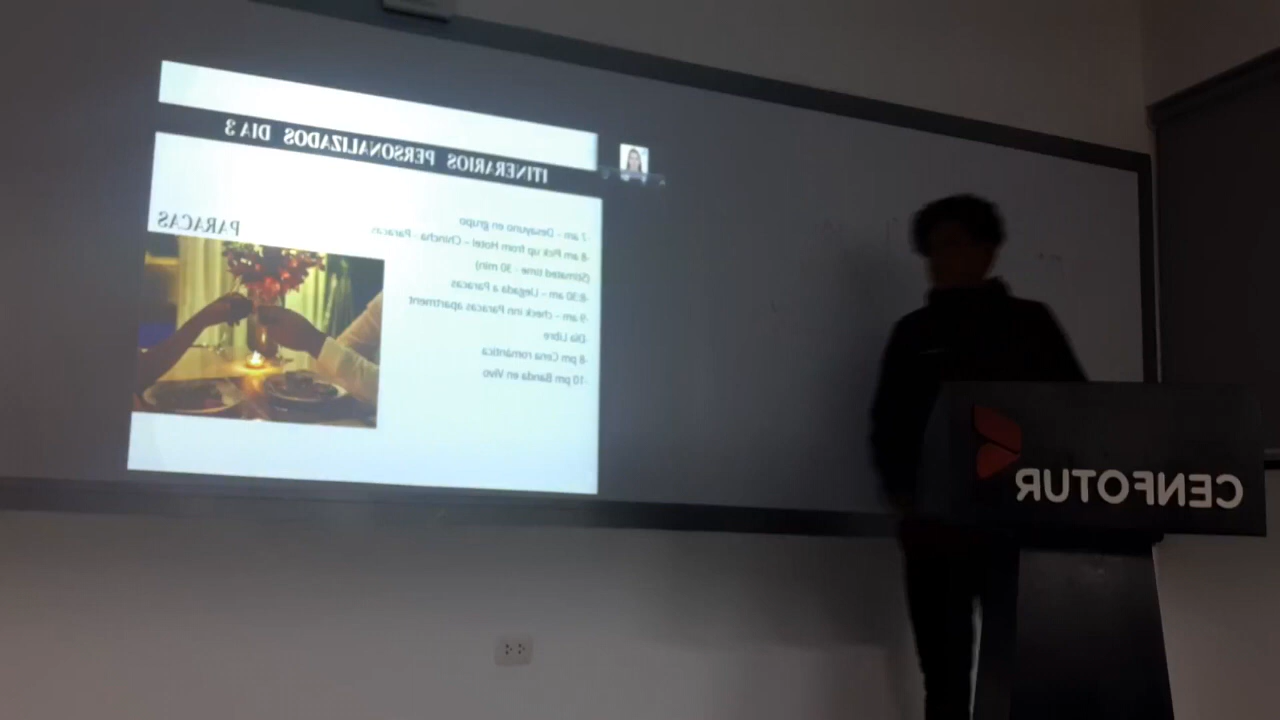 ITINERARIOS PERSONALIZADOS DIA 3
PARACAS
-7 am - Desayuno en grupo
-8 am Pick up from Hotel - Chincha - Paracas
(Stimated time - 30 min)
-8:30 am – Llegada a Paracas
-9 am - check inn Paracas apartment
-Dia Libre
-8 pm Cena romántica
-10 pm Banda en Vivo
CENFOTUR